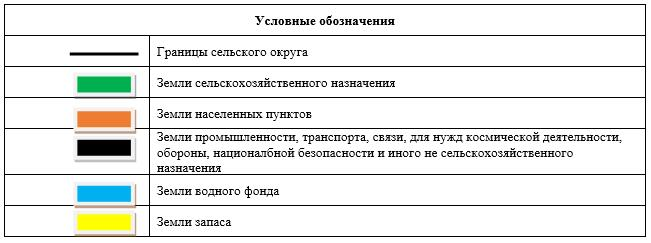 Условные обозначения
Границы сельского округа
Земли сельскохозяйственного назначения
Земли населенных пунктов
Земли промышленности, транспорта, связи, для нужд космической деятельности,
обороны, националбной безопасности и иного не сельскохозяйственного
назначения
Земли водного фонда
Земли запаса